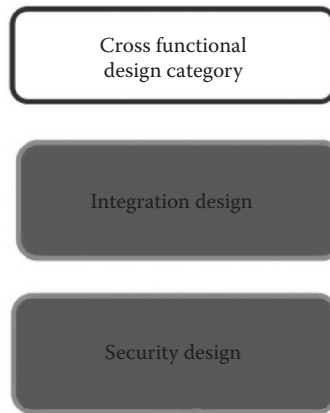 Cross functional
design category
Integration design
Security design